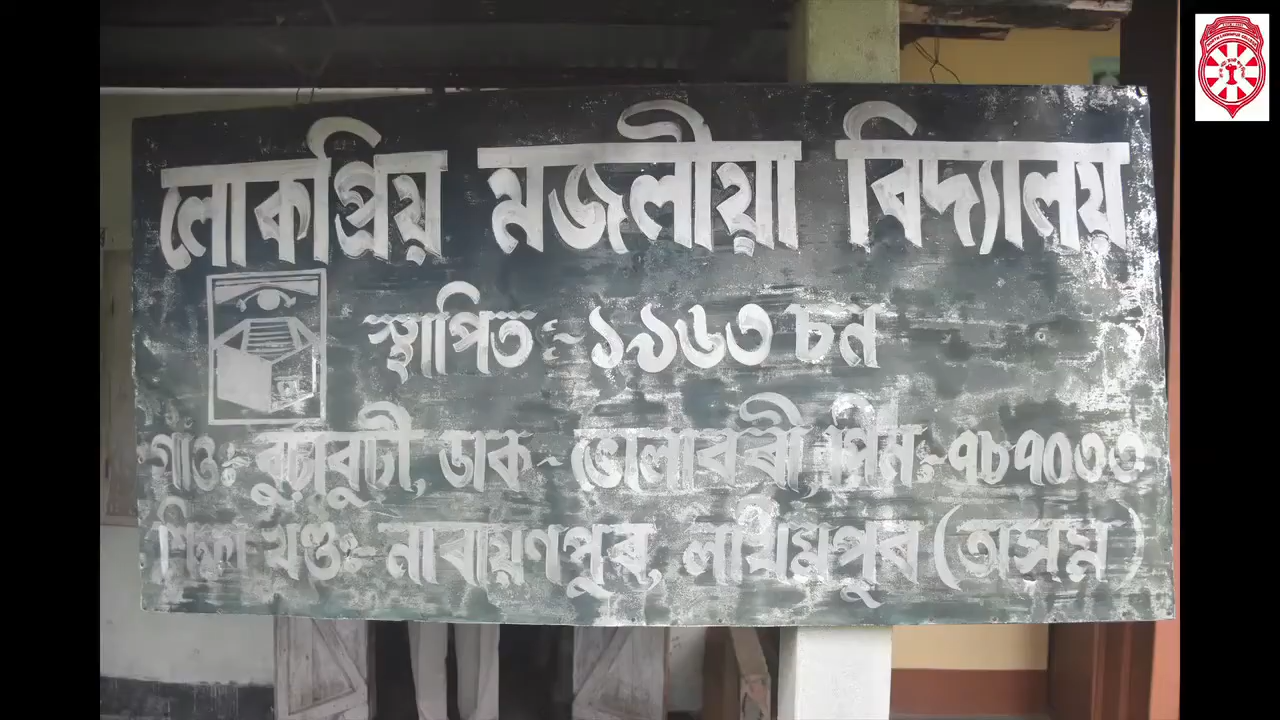 লোকপ্ৰিয় মজলীয়া বিদ্যালয়
স্থাপিত :- ১৯৬৩ চন
গাওঁ:- বুঢ়াবুঢ়ী, ডাক - ভোলাবৰী, পিন:- ৭৮৭০৩৩
শিক্ষা খণ্ড:- নাৰায়ণপুৰ, লখিমপুৰ (অসম)